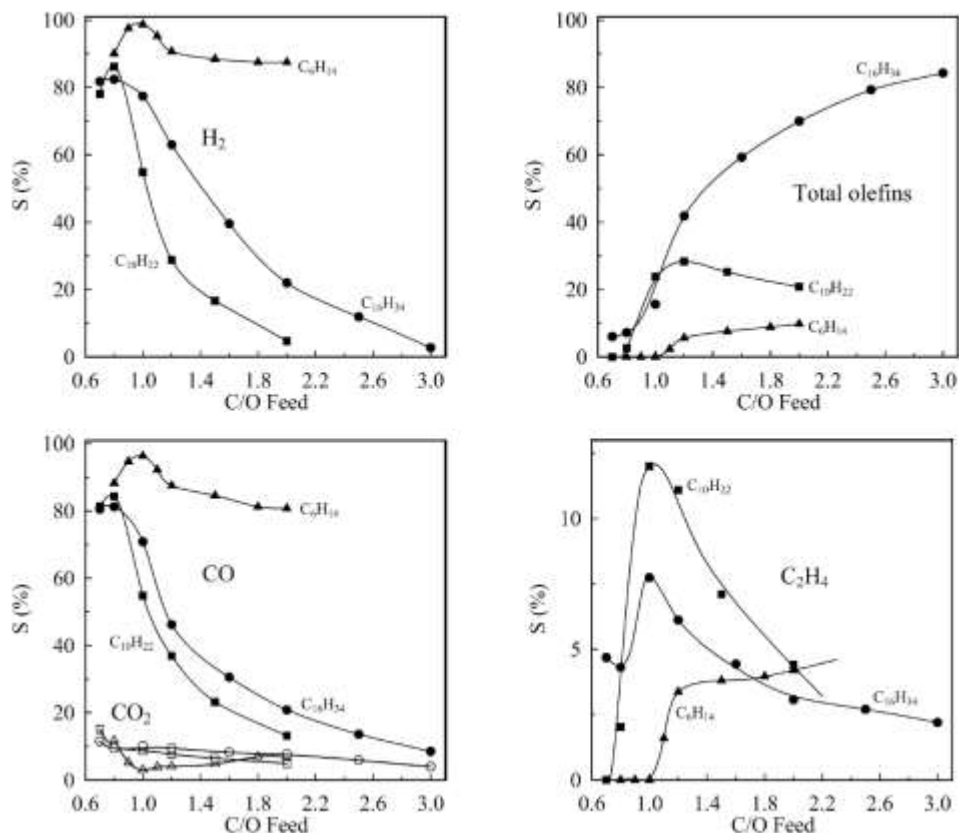 100
80
60
40
20
0
S (%)
C₆H₁₄
H₂
C₁₀H₂₂
C₁₆H₃₄
0.6 1.0 1.4 1.8 2.2 2.6 3.0
C/O Feed
100
80
60
40
20
0
S (%)
C₁₆H₃₄
Total olefins
C₁₀H₂₂
C₆H₁₄
0.6 1.0 1.4 1.8 2.2 2.6 3.0
C/O Feed
100
80
60
40
20
0
S (%)
C₆H₁₄
CO
C₁₀H₂₂
CO₂
C₁₆H₃₄
0.6 1.0 1.4 1.8 2.2 2.6 3.0
C/O Feed
10
5
0
S (%)
C₁₀H₂₂
C₂H₄
C₆H₁₄
C₁₆H₃₄
0.6 1.0 1.4 1.8 2.2 2.6 3.0
C/O Feed